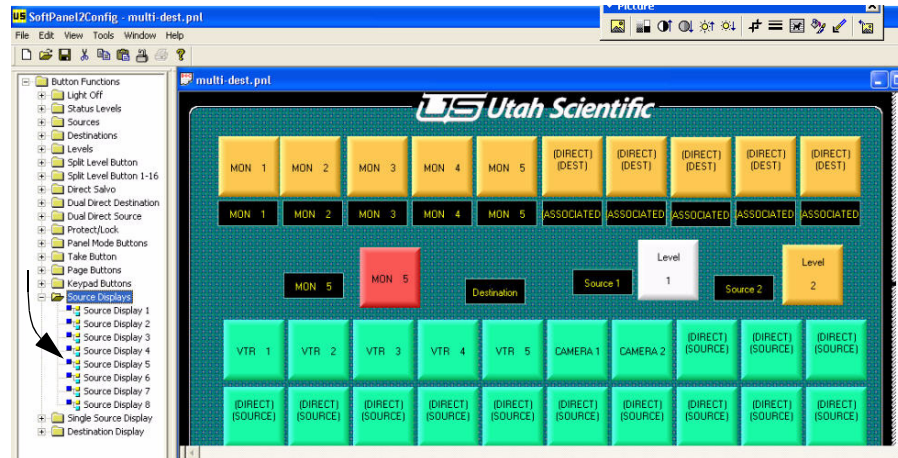 US SoftPanel2Config - multi-dest.pnl
Picture
File Edit View Tools Window Help
Button Functions
Light Off
Status Levels
Sources
Destinations
Levels
Split Level Button
Split Level Button 1-16
Direct Salvo
Dual Direct Destination
Dual Direct Source
Protect/Lock
Panel Mode Buttons
Take Button
Page Buttons
Keypad Buttons
Source Displays
Source Display 1
Source Display 2
Source Display 3
Source Display 4
Source Display 5
Source Display 6
Source Display 7
Source Display 8
Single Source Display
Destination Display
multi-dest.pnl
US Utah Scientific
MON 1 MON 2 MON 3 MON 4 MON 5 (DIRECT) (DIRECT) (DIRECT) (DIRECT) (DIRECT)
(DEST) (DEST) (DEST) (DEST) (DEST)
MON 1 MON 2 MON 3 MON 4 MON 5 ASSOCIATED ASSOCIATED ASSOCIATED ASSOCIATED ASSOCIATED
MON 5 MON 5 Destination Source 1 Level 1 Source 2 Level 2
VTR 1 VTR 2 VTR 3 VTR 4 VTR 5 CAMERA 1 CAMERA 2 (DIRECT) (DIRECT) (DIRECT)
(SOURCE) (SOURCE) (SOURCE)
(DIRECT) (DIRECT) (DIRECT) (DIRECT) (DIRECT) (DIRECT) (DIRECT) (DIRECT) (DIRECT) (DIRECT)
(SOURCE) (SOURCE) (SOURCE) (SOURCE) (SOURCE) (SOURCE) (SOURCE) (SOURCE) (SOURCE) (SOURCE)